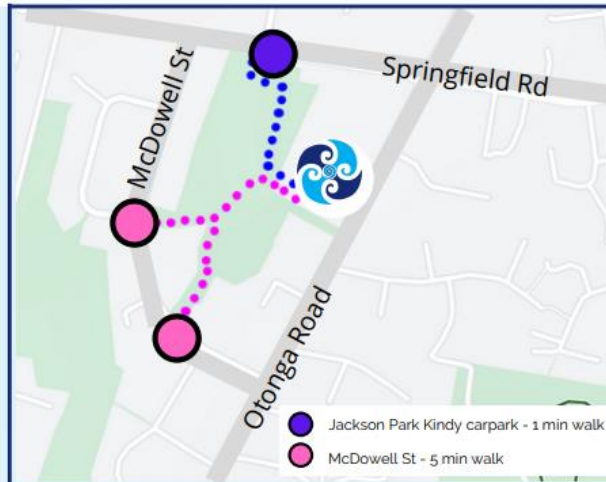 McDowell St
Springfield Rd
Otonga Road
Jackson Park Kindy carpark - 1 min walk
McDowell St - 5 min walk